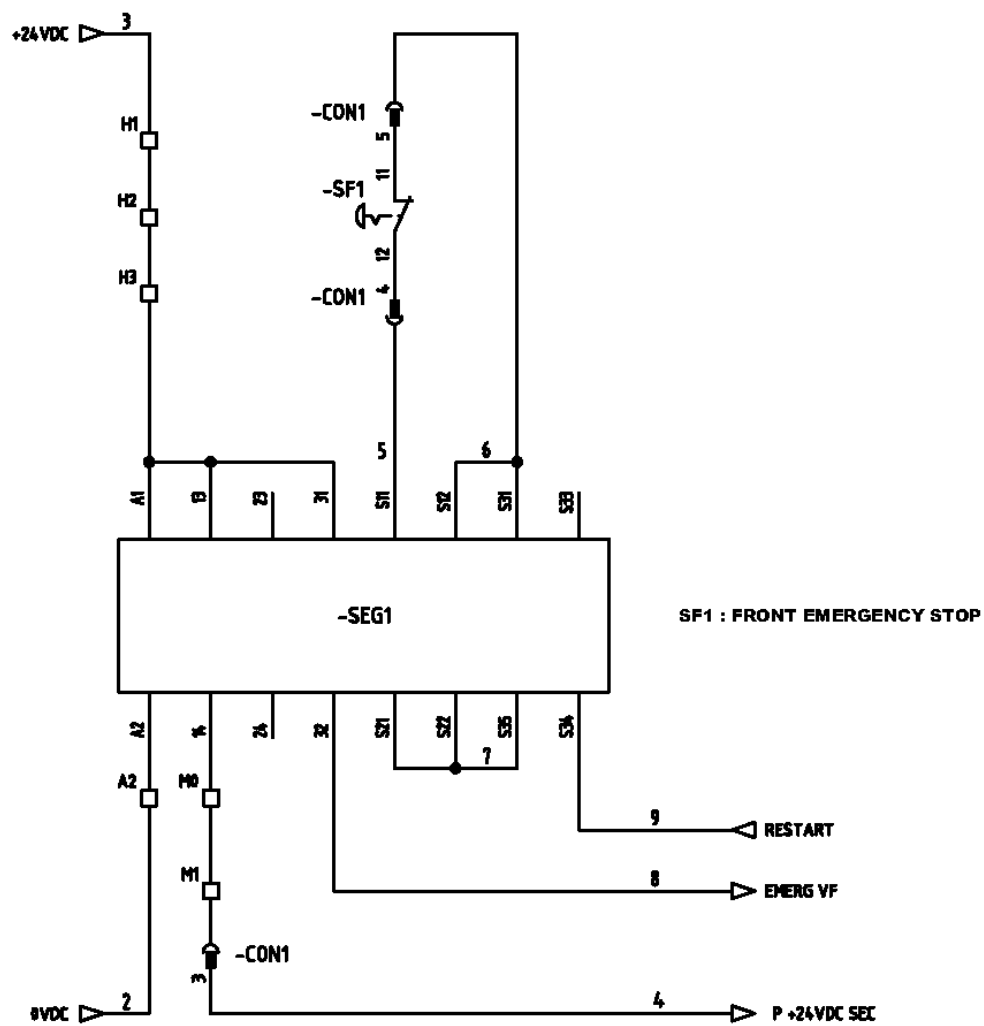 +24VDC
3
H1
H2
H3
-CON1
5
11
-SF1
12
4
-CON1
5
6
A1
13
23
31
S11
S12
S31
S33
-SEG1
SF1 : FRONT EMERGENCY STOP
A2
14
24
32
S21
S22
S35
S34
7
A2
M0
9
RESTART
M1
8
EMERG VF
-CON1
3
0VDC
2
4
P +24VDC SEC